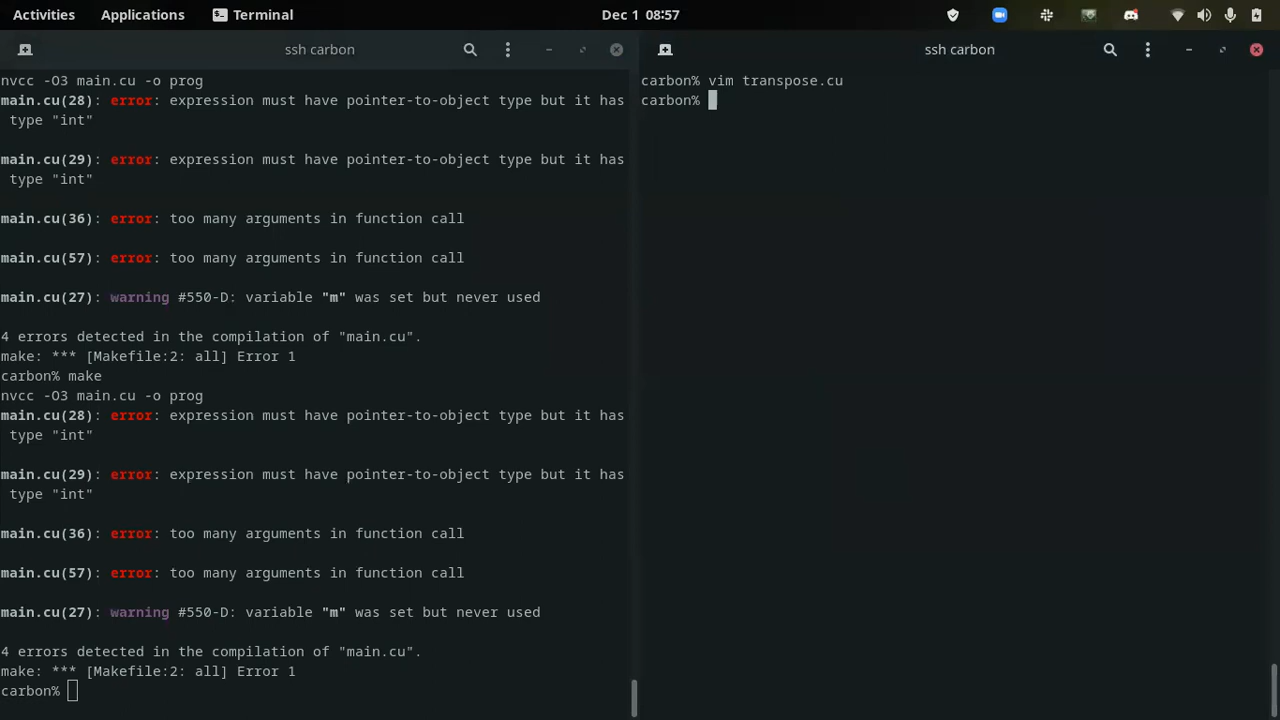 Activities Applications Terminal Dec 1 08:57
ssh carbon
nvcc -O3 main.cu -o prog
main.cu(28): error: expression must have pointer-to-object type but it has
type "int"
main.cu(29): error: expression must have pointer-to-object type but it has
type "int"
main.cu(36): error: too many arguments in function call
main.cu(57): error: too many arguments in function call
main.cu(27): warning #550-D: variable "m" was set but never used
4 errors detected in the compilation of "main.cu".
make: *** [Makefile:2: all] Error 1
carbon% make
nvcc -O3 main.cu -o prog
main.cu(28): error: expression must have pointer-to-object type but it has
type "int"
main.cu(29): error: expression must have pointer-to-object type but it has
type "int"
main.cu(36): error: too many arguments in function call
main.cu(57): error: too many arguments in function call
main.cu(27): warning #550-D: variable "m" was set but never used
4 errors detected in the compilation of "main.cu".
make: *** [Makefile:2: all] Error 1
carbon%
ssh carbon
carbon% vim transpose.cu
carbon%